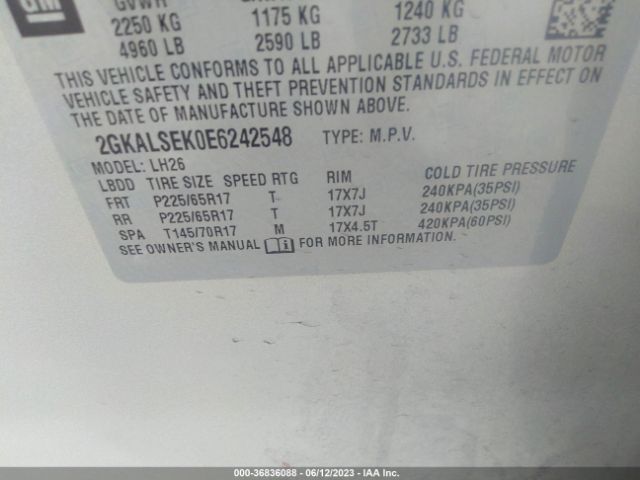 GM GVWR
2250 KG 1175 KG 1240 KG
4960 LB 2590 LB 2733 LB
THIS VEHICLE CONFORMS TO ALL APPLICABLE U.S. FEDERAL MOTOR
VEHICLE SAFETY AND THEFT PREVENTION STANDARDS IN EFFECT ON
THE DATE OF MANUFACTURE SHOWN ABOVE.
2GKALSEK0E6242548 TYPE: M.P.V.
MODEL: LH26
LBDD TIRE SIZE SPEED RTG RIM COLD TIRE PRESSURE
FRT P225/65R17 T 17X7J 240KPA(35PSI)
RR P225/65R17 T 17X7J 240KPA(35PSI)
SPA T145/70R17 M 17X4.5T 420KPA(60PSI)
SEE OWNER'S MANUAL FOR MORE INFORMATION.
000-36836088 - 06/12/2023 - IAA Inc.